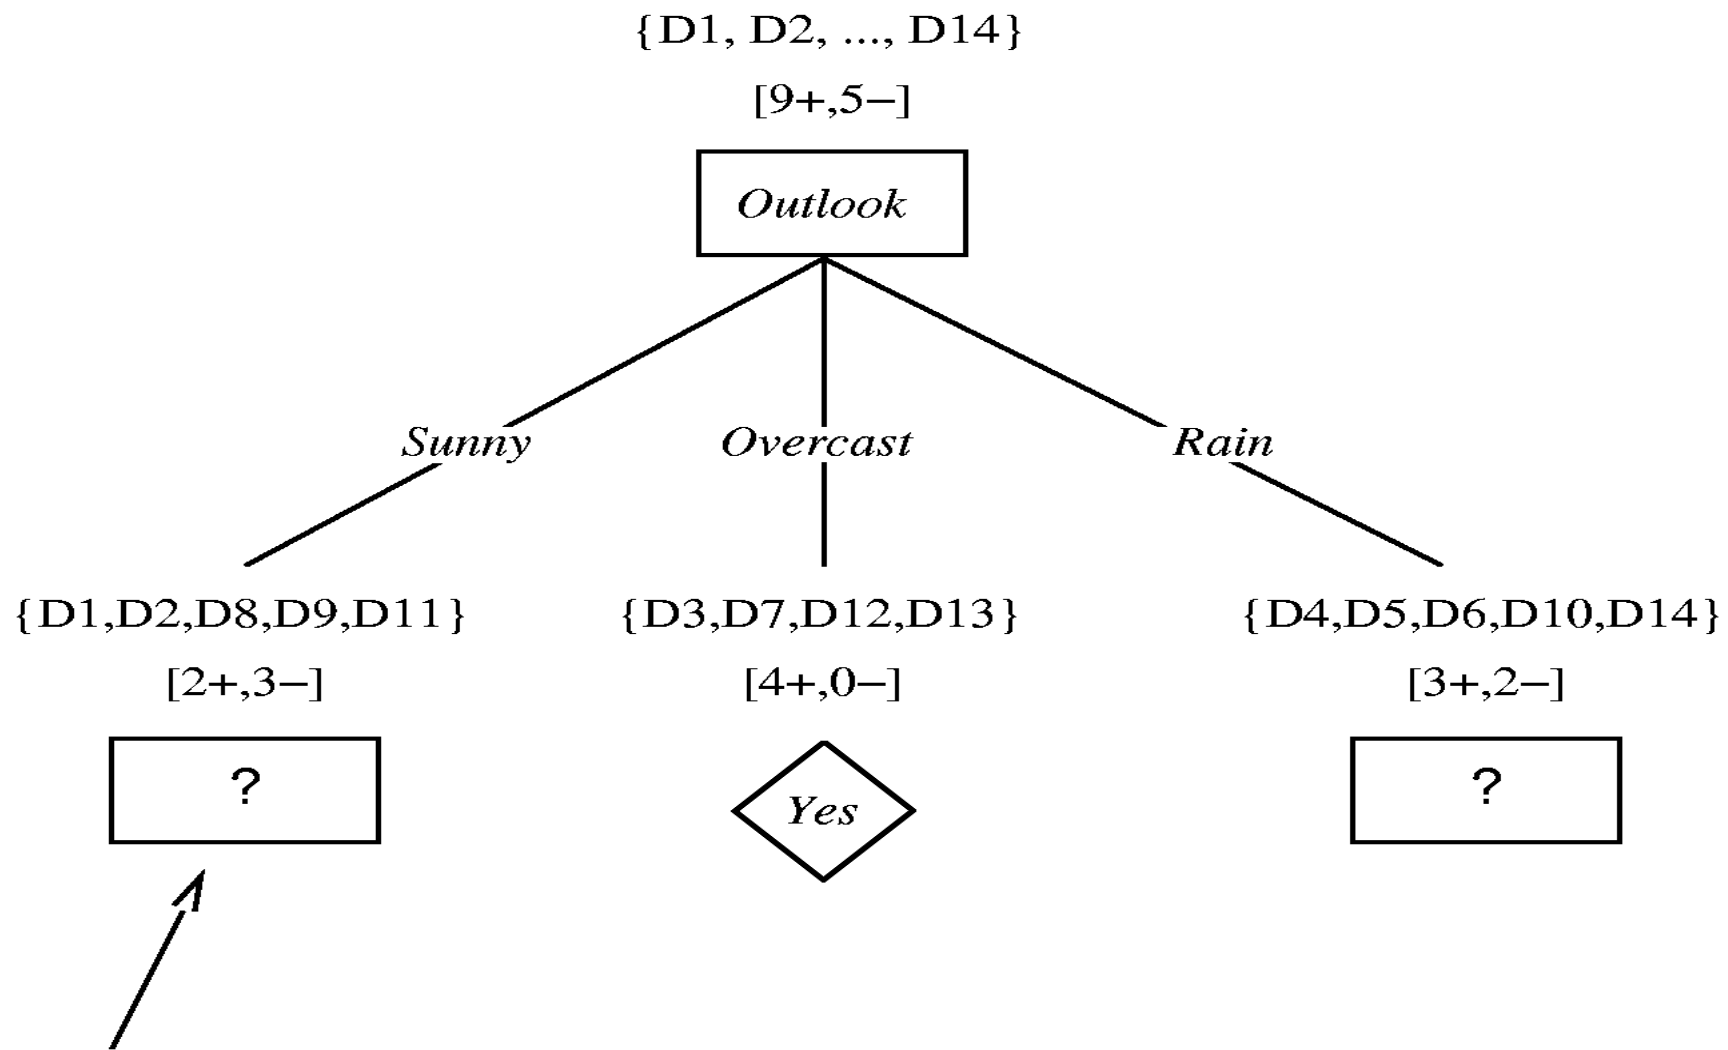 {D1, D2, ..., D14}
[9+,5−]
Outlook
Sunny
Overcast
Rain
{D1,D2,D8,D9,D11}
{D3,D7,D12,D13}
{D4,D5,D6,D10,D14}
[2+,3−]
[4+,0−]
[3+,2−]
?
Yes
?